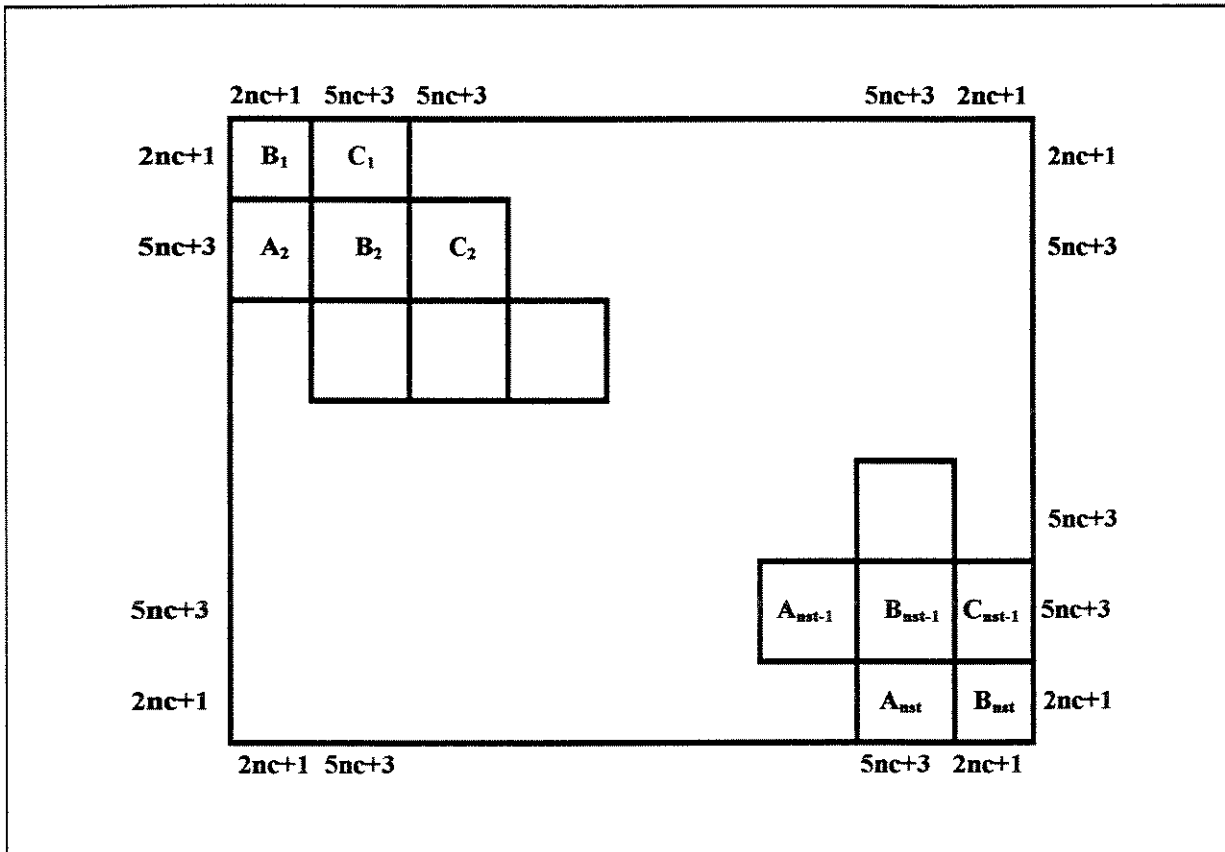 2nc+1 5nc+3 5nc+3 5nc+3 2nc+1
2nc+1 B₁ C₁ 2nc+1
5nc+3 A₂ B₂ C₂ 5nc+3
5nc+3
5nc+3 Aₙₛₜ₋₁ Bₙₛₜ₋₁ Cₙₛₜ₋₁ 5nc+3
2nc+1 Aₙₛₜ Bₙₛₜ 2nc+1
2nc+1 5nc+3 5nc+3 2nc+1